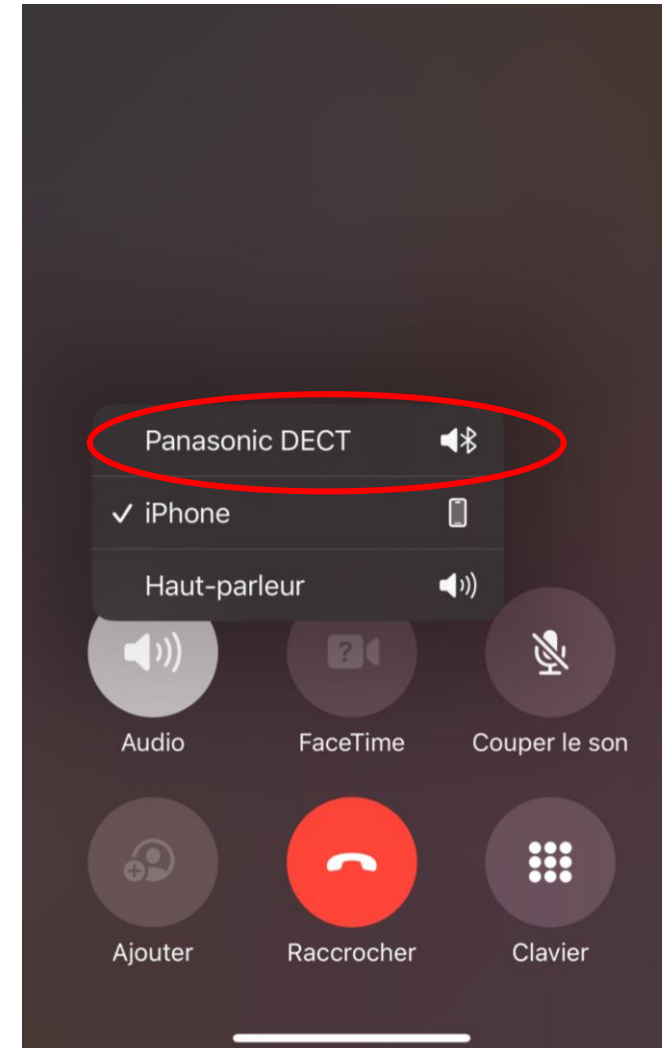 Panasonic DECT
iPhone
Haut-parleur
?
Audio FaceTime Couper le son
Ajouter Raccrocher Clavier